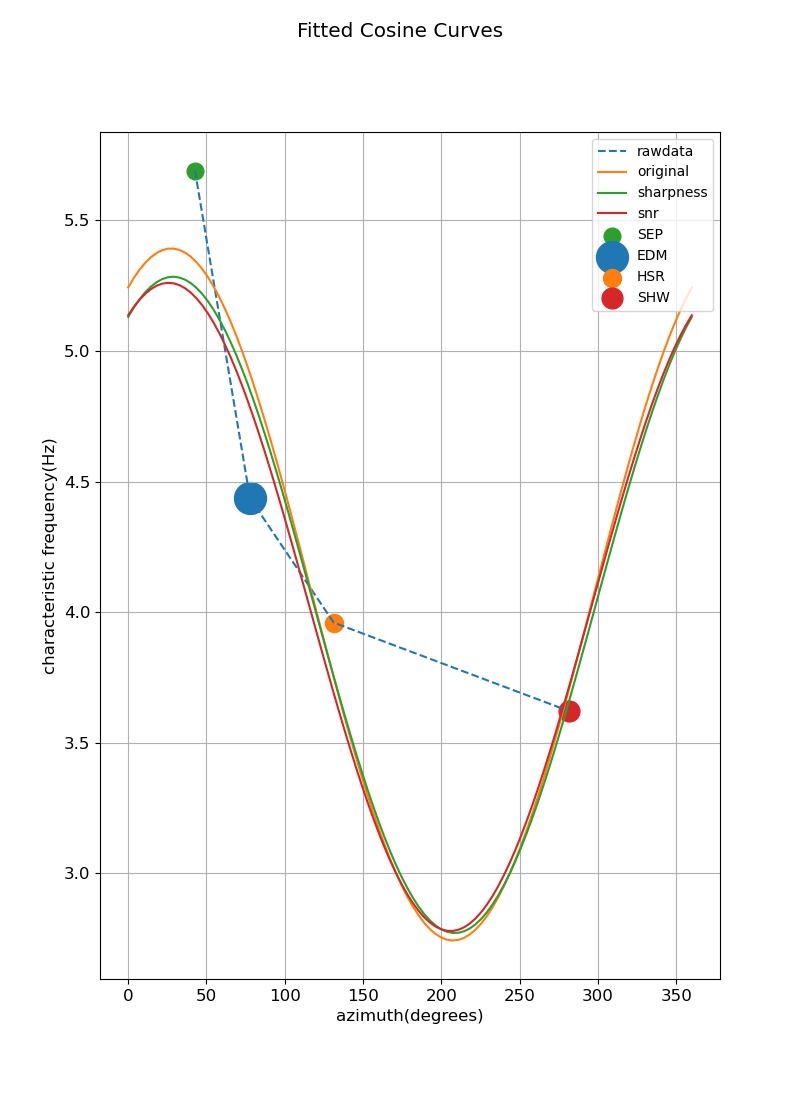 Fitted Cosine Curves
rawdata
original
sharpness
snr
SEP
EDM
HSR
SHW
5.5
5.0
4.5
4.0
3.5
3.0
characteristic frequency(Hz)
0 50 100 150 200 250 300 350
azimuth(degrees)